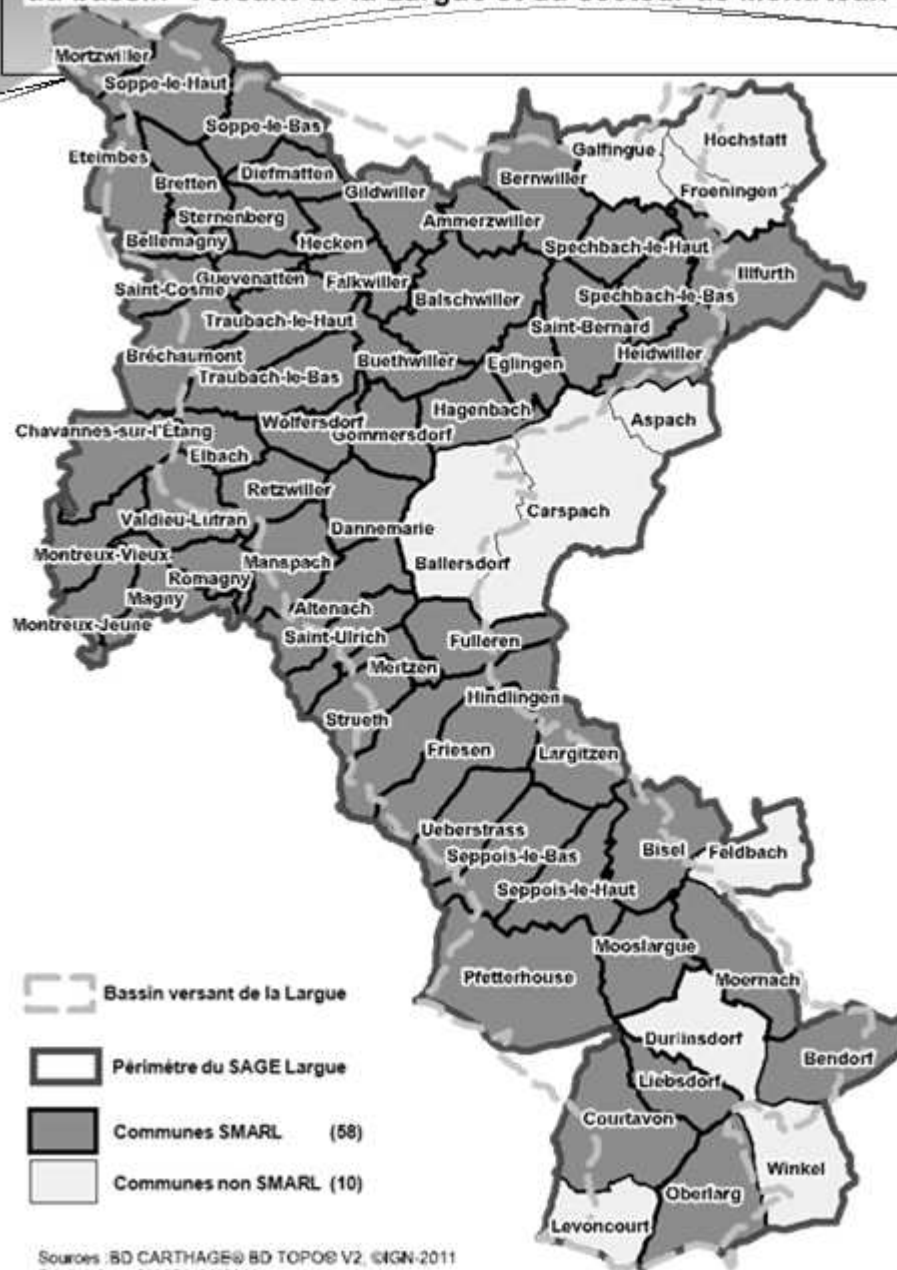 Mortzwiller
Soppe-le-Haut
Soppe-le-Bas
Hochstatt
Galfingue
Eteimbes
Diefmatten
Bernwiller
Bretten
Gildwiller
Froeningen
Sternenberg
Ammerzwiller
Bellemagny
Hecken
Spechbach-le-Haut
Illfurth
Guevenatten
Falkwiller
Saint-Cosme
Balschwiller
Spechbach-le-Bas
Traubach-le-Haut
Saint-Bernard
Bréchaumont
Buethwiller
Eglingen
Heidwiller
Traubach-le-Bas
Hagenbach
Aspach
Wolfersdorf
Chavannes-sur-l'Étang
Gommersdorf
Elbach
Retzwiller
Valdieu-Lutran
Dannemarie
Carspach
Montreux-Vieux
Manspach
Ballersdorf
Romagny
Magny
Altenach
Montreux-Jeune
Saint-Ulrich
Fulleren
Mertzen
Hindlingen
Strueth
Friesen
Largitzen
Ueberstrass
Bisel
Feldbach
Seppois-le-Bas
Seppois-le-Haut
Mooslargue
Pfetterhouse
Moernach
Bassin versant de la Largue
Durlinsdorf
Bendorf
Périmètre du SAGE Largue
Liebsdorf
Courtavon
Communes SMARL (58)
Winkel
Communes non SMARL (10)
Oberlarg
Levoncourt
Sources :BD CARTHAGE® BD TOPO® V2, ©IGN-2011